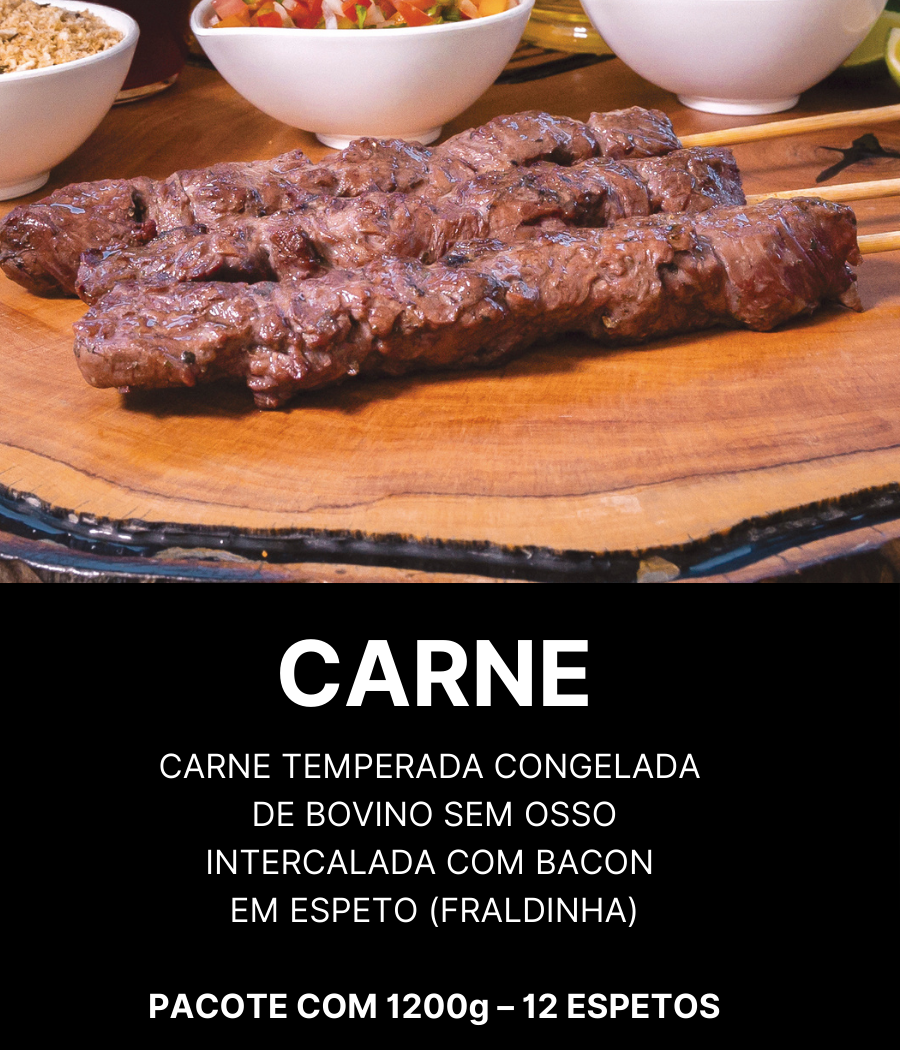 CARNE
CARNE TEMPERADA CONGELADA
DE BOVINO SEM OSSO
INTERCALADA COM BACON
EM ESPETO (FRALDINHA)
PACOTE COM 1200g – 12 ESPETOS